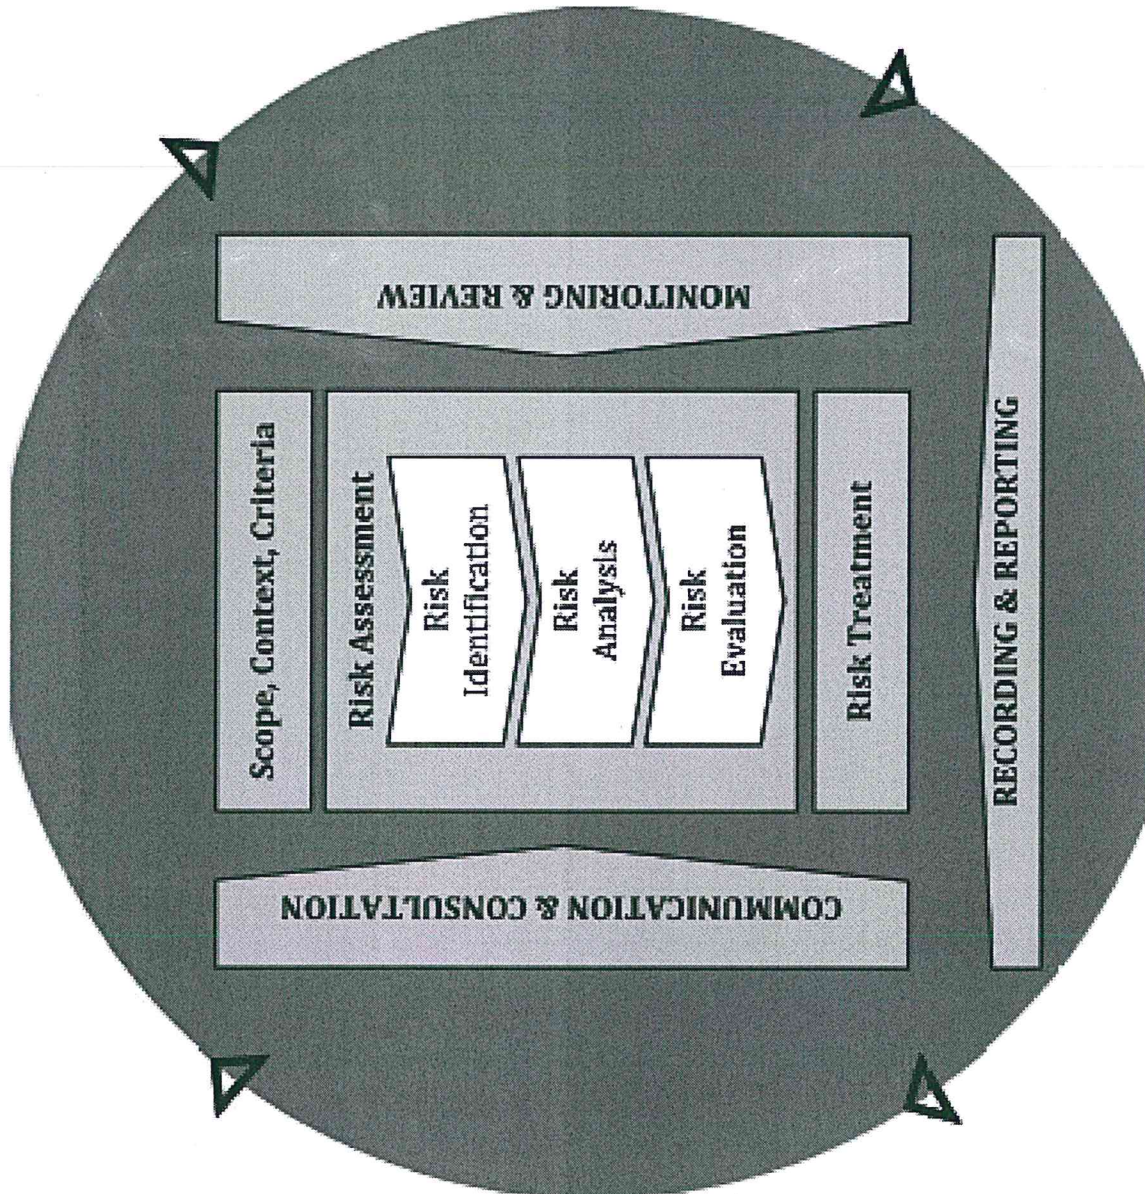 Scope, Context, Criteria
Risk Assessment
Risk
Identification
Risk
Analysis
Risk
Evaluation
Risk Treatment
COMMUNICATION & CONSULTATION
MONITORING & REVIEW
RECORDING & REPORTING